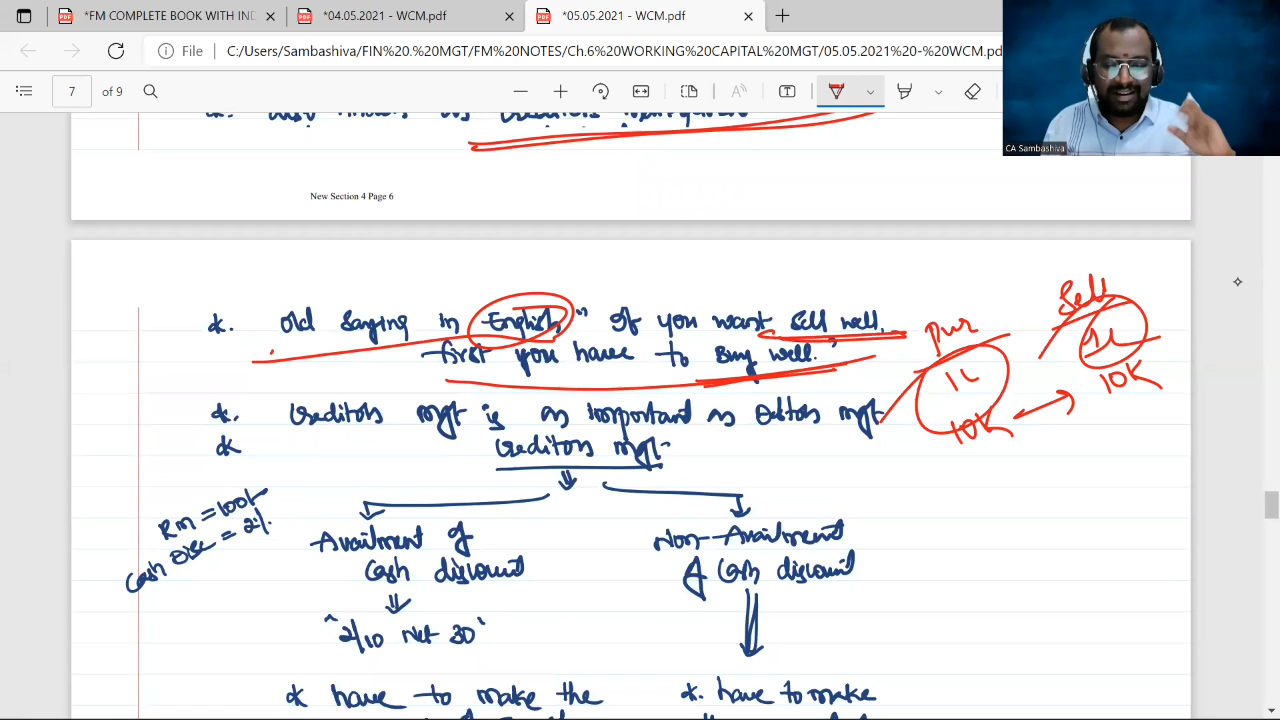 *FM COMPLETE BOOK WITH IND
*04.05.2021 - WCM.pdf
*05.05.2021 - WCM.pdf
File
C:/Users/Sambashiva/FIN%20.%20MGT/FM%20NOTES/Ch.6%20WORKING%20CAPITAL%20MGT/05.05.2021%20-%20WCM.pd
7 of 9
CA Sambashiva
New Section 4 Page 6
Old Saying in English " If you want Sell well,
first you have to Buy well."
Pur
1L
10K
Sell
1L
10K
Creditors mgt is as important as Debtors mgt
Creditors mgt
RM = 100/-
Cash Disc = 2%
Availment of
Cash discount
Non-Availment
of Cash discount
"2/10 Net 30"
* have to make the
*. have to make